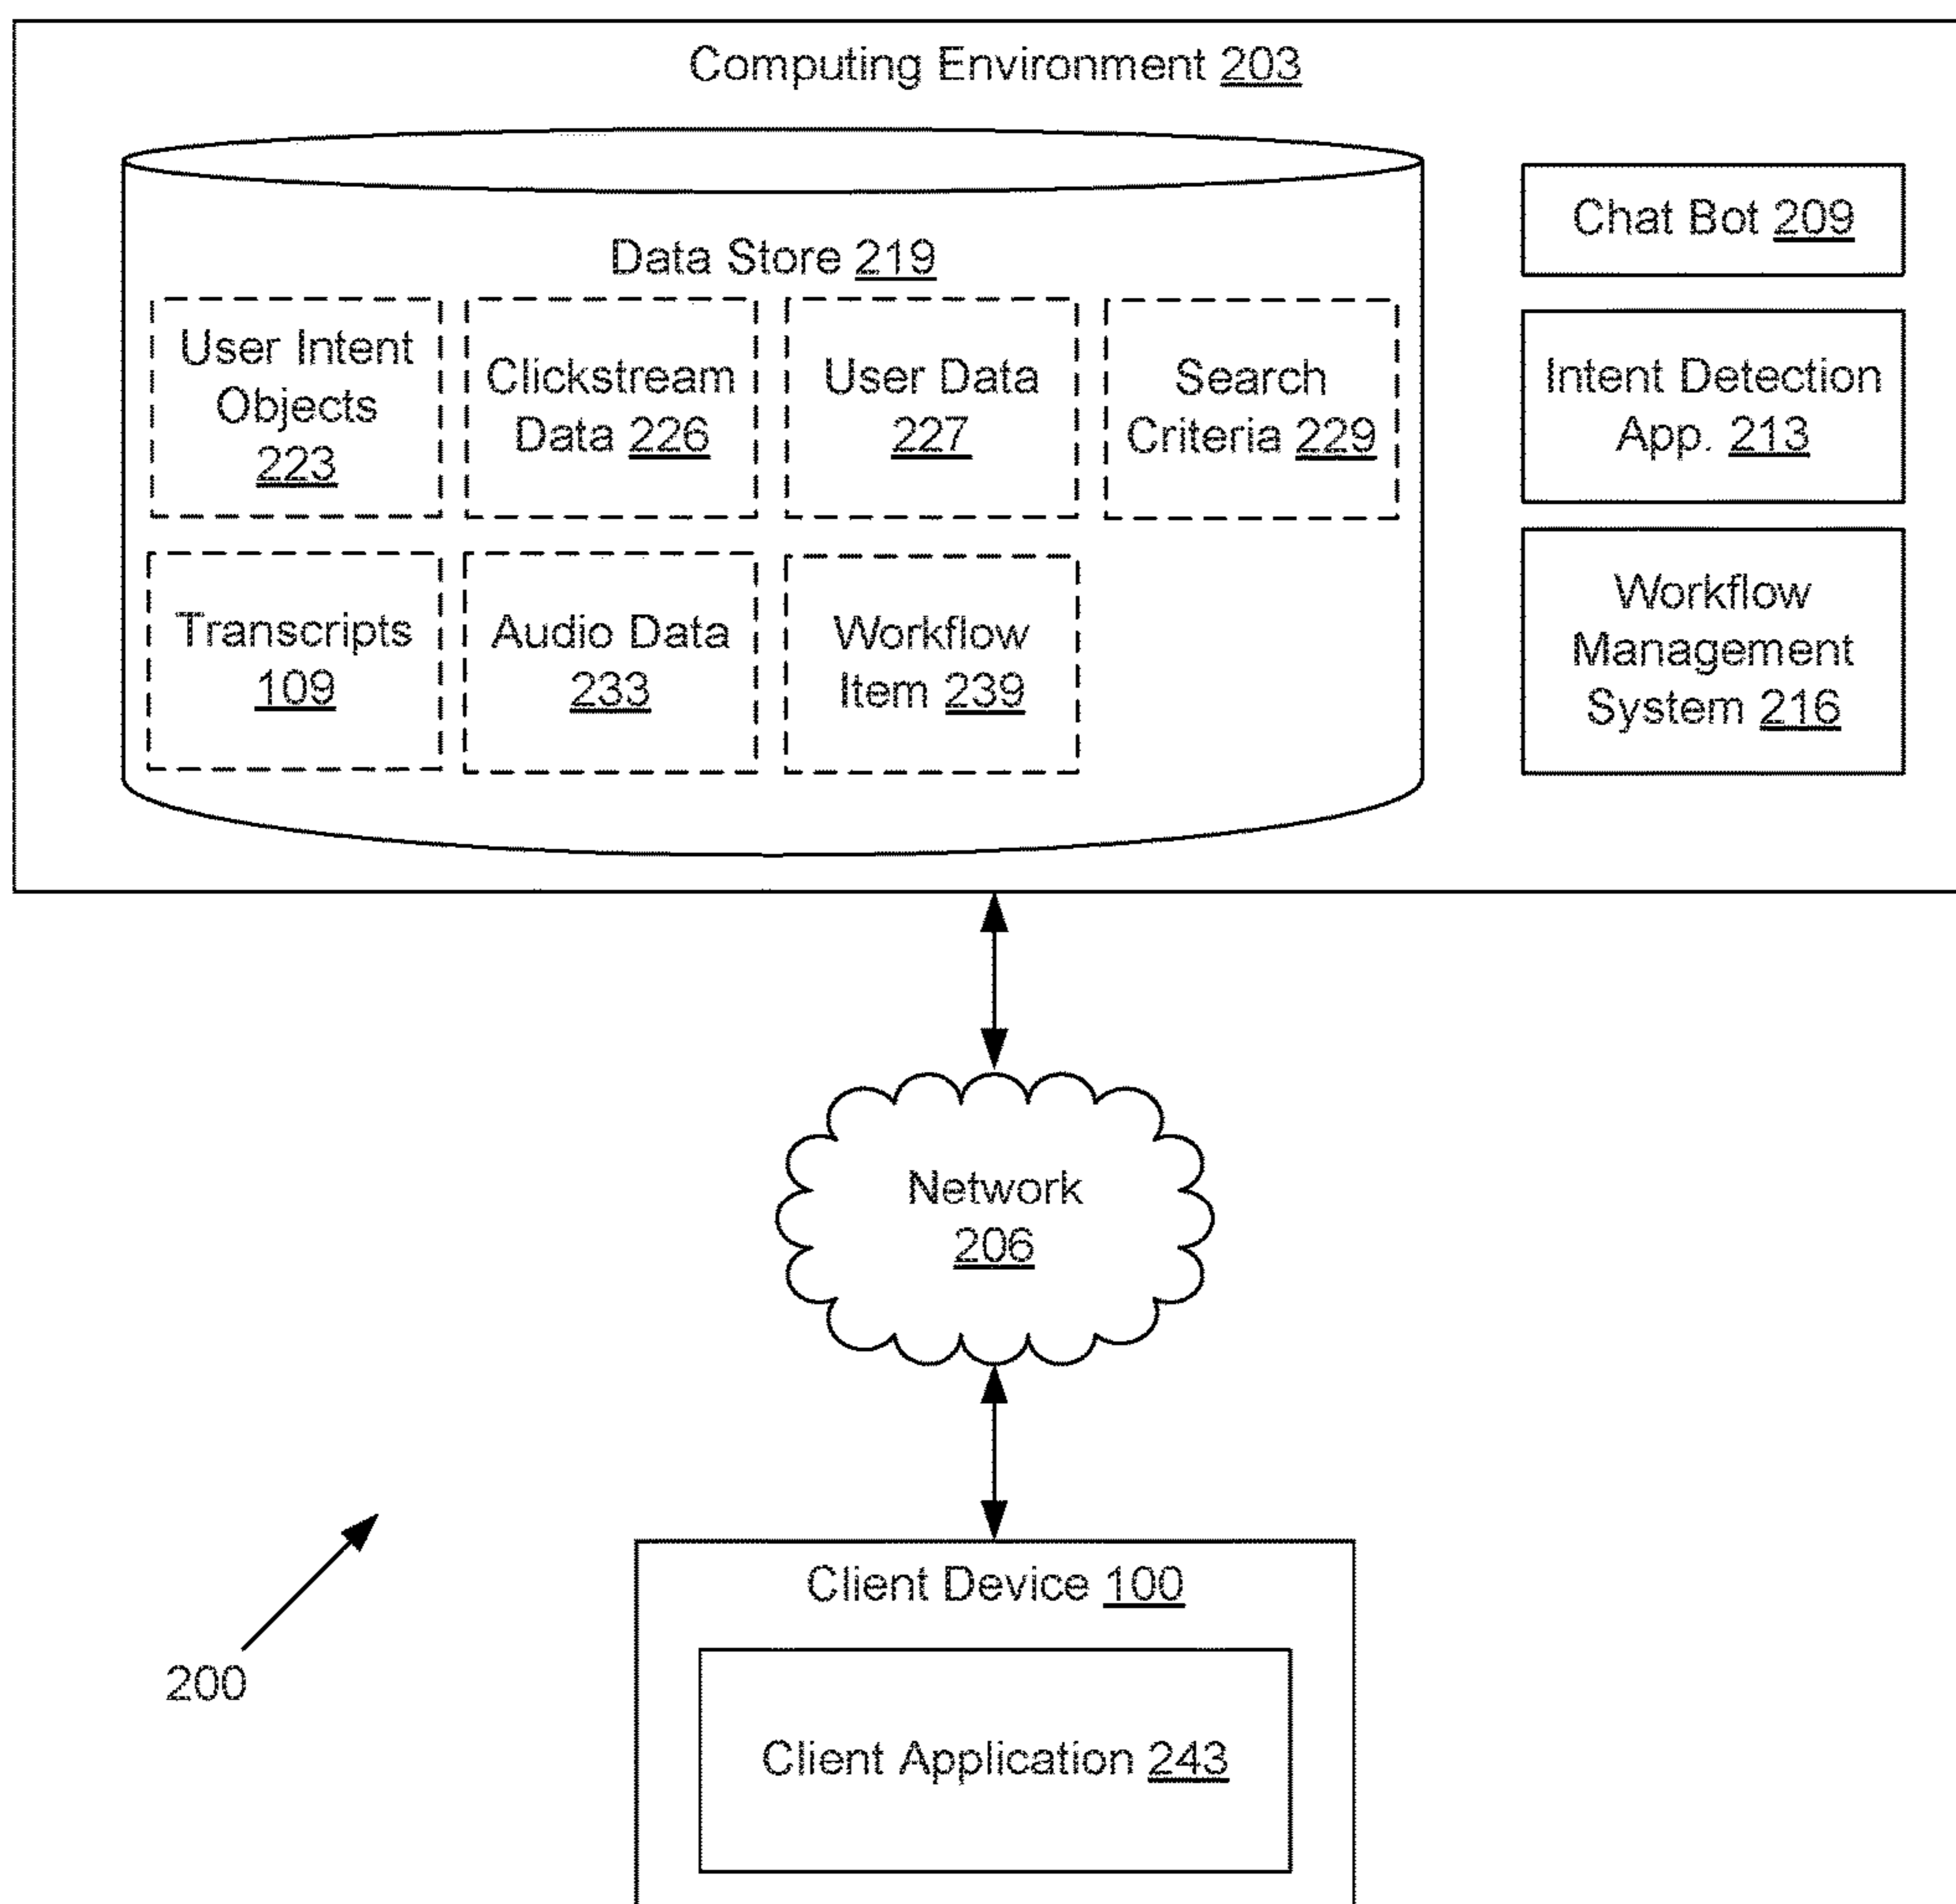 Computing Environment 203
Data Store 219
User Intent
Objects
223
Clickstream
Data 226
User Data
227
Search
Criteria 229
Transcripts
109
Audio Data
233
Workflow
Item 239
Chat Bot 209
Intent Detection
App. 213
Workflow
Management
System 216
Network
206
200
Client Device 100
Client Application 243